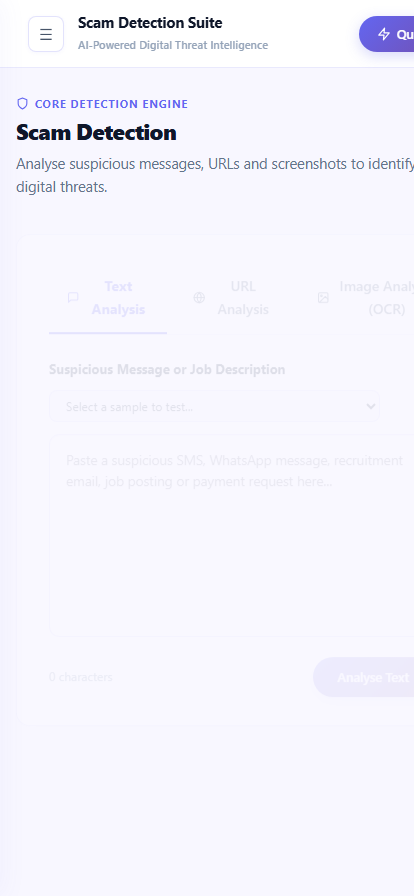 Scam Detection Suite
AI-Powered Digital Threat Intelligence
Qu
CORE DETECTION ENGINE
Scam Detection
Analyse suspicious messages, URLs and screenshots to identify
digital threats.
Text
Analysis
URL
Analysis
Image Analy
(OCR)
Suspicious Message or Job Description
Select a sample to test...
Paste a suspicious SMS, WhatsApp message, recruitment
email, job posting or payment request here...
0 characters
Analyse Text